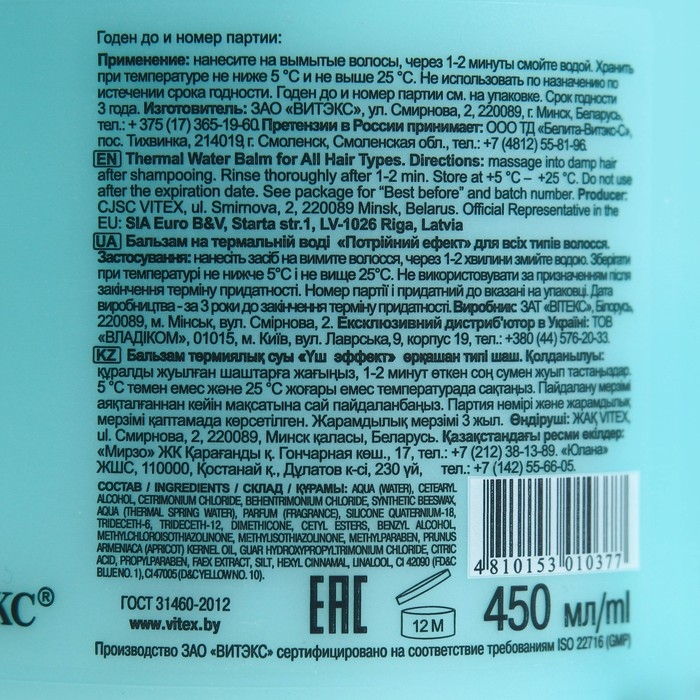 Годен до и номер партии:
Применение: нанесите на вымытые волосы, через 1-2 минуты смойте водой. Хранить
при температуре не ниже 5 °С и не выше 25 °С. Не использовать по назначению по
истечении срока годности. Годен до и номер партии см. на упаковке. Срок годности
3 года. Изготовитель: ЗАО «ВИТЭКС», ул. Смирнова, 2, 220089, г. Минск, Беларусь,
тел.: + 375 (17) 365-19-60. Претензии в России принимает: ООО ТД «Белита-Витэкс-С»,
пос. Тихвинка, 214019, г. Смоленск, Смоленская обл., тел.: +7 (4812) 55-81-96.
EN Thermal Water Balm for All Hair Types. Directions: massage into damp hair
after shampooing. Rinse thoroughly after 1-2 min. Store at +5 °C – +25 °C. Do not use
after the expiration date. See package for "Best before" and batch number. Producer:
CJSC VITEX, ul. Smirnova, 2, 220089 Minsk, Belarus. Official Representative in the
EU: SIA Euro B&V, Starta str.1, LV-1026 Riga, Latvia
UA Бальзам на термальній воді «Потрійний ефект» для всіх типів волосся.
Застосування: нанесіть засіб на вимите волосся, через 1-2 хвилини змийте водою. Зберігати
при температурі не нижче 5°С і не вище 25°С. Не використовувати за призначенням після
закінчення терміну придатності. Номер партії і придатний до вказані на упаковці. Дата
виробництва - за 3 роки до закінчення терміну придатності. Виробник: ЗАТ «ВІТЕКС», Білорусь,
220089, м. Мінськ, вул. Смірнова, 2. Ексклюзивний дистриб'ютор в Україні: ТОВ
«ВЛАДІКОМ», 01015, м. Київ, вул. Лаврська,9, корпус 19, тел.: +380 (44) 576-20-33.
KZ Бальзам термиялық суы «Үш эффект» әрқашан типі шаш. Қолданылуы:
құралды жуылған шаштарға жағыңыз, 1-2 минут өткен соң сумен жуып тастаңыздар.
5 °С төмен емес және 25 °С жоғары емес температурада сақтаңыз. Пайдалану мерзімі
аяқталғаннан кейін мақсатына сай пайдаланбаңыз. Партия немірі және жарамдылық
мерзімі қаптамада көрсетілген. Жарамдылық мерзімі 3 жыл. Өндіруші: ЖАҚ VITEX,
ul. Смирнова, 2, 220089, Минск қаласы, Беларусь. Қазақстандағы ресми өкілдер:
«Мирзо» ЖК Қарағанды қ. Гончарная көш., 17, тел.: +7 (212) 38-13-89. «Юлана»
ЖШС, 110000, Қостанай қ., Дұлатов к-сі, 230 үй, тел.: +7 (142) 55-66-05.
СОСТАВ / INGREDIENTS / СКЛАД / ҚҰРАМЫ: AQUA (WATER), CETEARYL
ALCOHOL, CETRIMONIUM CHLORIDE, BEHENTRIMONIUM CHLORIDE, SYNTHETIC BEESWAX,
AQUA (THERMAL SPRING WATER), PARFUM (FRAGRANCE), SILICONE QUATERNIUM-18,
TRIDECETH-6, TRIDECETH-12, DIMETHICONE, CETYL ESTERS, BENZYL ALCOHOL,
METHYLCHLOROISOTHIAZOLINONE, METHYLISOTHIAZOLINONE, METHYLPARABEN, PRUNUS
ARMENIACA (APRICOT) KERNEL OIL, GUAR HYDROXYPROPYLTRIMONIUM CHLORIDE, CITRIC
ACID, PROPYLPARABEN, FAEX EXTRACT, SILT, HEXYL CINNAMAL, LINALOOL, CI 42090 (FD&C
BLUE NO. 1), CI 47005 (D&C YELLOW NO. 10).
4 810153 010377
КС®
ГОСТ 31460-2012
www.vitex.by
EAC
12 M
450 мл/ml
Производство ЗАО «ВИТЭКС» сертифицировано на соответствие требованиям ISO 22716 (GMP)